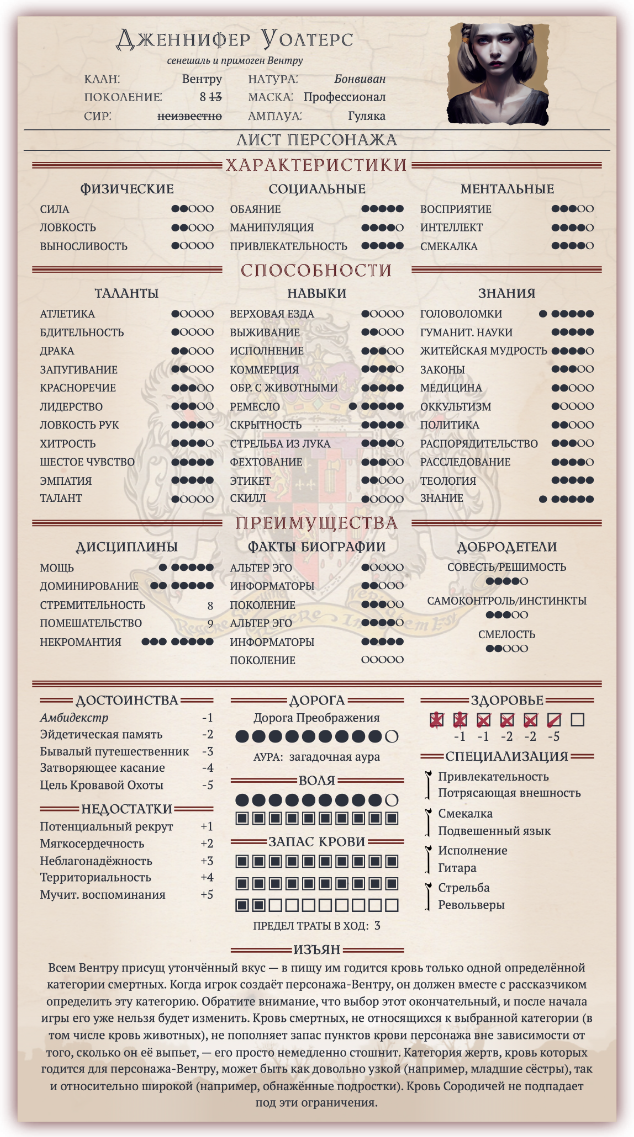 Дженнифер Уолтерс
сенешаль и примоген Вентру
КЛАН: Вентру НАТУРА: Бонвиван
ПОКОЛЕНИЕ: 8 13 МАСКА: Профессионал
СИР: неизвестно АМПЛУА: Гуляка
ЛИСТ ПЕРСОНАЖА
ХАРАКТЕРИСТИКИ
ФИЗИЧЕСКИЕ СОЦИАЛЬНЫЕ МЕНТАЛЬНЫЕ
СИЛА ОБАЯНИЕ ВОСПРИЯТИЕ
ЛОВКОСТЬ МАНИПУЛЯЦИЯ ИНТЕЛЛЕКТ
ВЫНОСЛИВОСТЬ ПРИВЛЕКАТЕЛЬНОСТЬ СМЕКАЛКА
СПОСОБНОСТИ
ТАЛАНТЫ НАВЫКИ ЗНАНИЯ
АТЛЕТИКА ВЕРХОВАЯ ЕЗДА ГОЛОВОЛОМКИ
БДИТЕЛЬНОСТЬ ВЫЖИВАНИЕ ГУМАНИТ. НАУКИ
ДРАКА ИСПОЛНЕНИЕ ЖИТЕЙСКАЯ МУДРОСТЬ
ЗАПУГИВАНИЕ КОММЕРЦИЯ ЗАКОНЫ
КРАСНОРЕЧИЕ ОБР. С ЖИВОТНЫМИ МЕДИЦИНА
ЛИДЕРСТВО РЕМЕСЛО ОККУЛЬТИЗМ
ЛОВКОСТЬ РУК СКРЫТНОСТЬ ПОЛИТИКА
ХИТРОСТЬ СТРЕЛЬБА ИЗ ЛУКА РАСПОРЯДИТЕЛЬСТВО
ШЕСТОЕ ЧУВСТВО ФЕХТОВАНИЕ РАССЛЕДОВАНИЕ
ЭМПАТИЯ ЭТИКЕТ ТЕОЛОГИЯ
ТАЛАНТ СКИЛЛ ЗНАНИЕ
ПРЕИМУЩЕСТВА
ДИСЦИПЛИНЫ ФАКТЫ БИОГРАФИИ ДОБРОДЕТЕЛИ
МОЩЬ АЛЬТЕР ЭГО СОВЕСТЬ/РЕШИМОСТЬ
ДОМИНИРОВАНИЕ ИНФОРМАТОРЫ
СТРЕМИТЕЛЬНОСТЬ 8 ПОКОЛЕНИЕ САМОКОНТРОЛЬ/ИНСТИНКТЫ
ПОМЕШАТЕЛЬСТВО 9 АЛЬТЕР ЭГО
НЕКРОМАНТИЯ ИНФОРМАТОРЫ СМЕЛОСТЬ
ПОКОЛЕНИЕ
ДОСТОИНСТВА
Амбидекстр -1
Эйдетическая память -2
Бывалый путешественник -3
Затворяющее касание -4
Цель Кровавой Охоты -5
НЕДОСТАТКИ
Потенциальный рекрут +1
Мягкосердечность +2
Неблагонадёжность +3
Территориальность +4
Мучит. воспоминания +5
ДОРОГА
Дорога Преображения
АУРА: загадочная аура
ВОЛЯ
ЗАПАС КРОВИ
ПРЕДЕЛ ТРАТЫ В ХОД: 3
ЗДОРОВЬЕ
-1 -1 -2 -2 -5
СПЕЦИАЛИЗАЦИЯ
Привлекательность
Потрясающая внешность
Смекалка
Подвешенный язык
Исполнение
Гитара
Стрельба
Револьверы
ИЗЪЯН
Всем Вентру присущ утончённый вкус — в пищу им годится кровь только одной определённой
категории смертных. Когда игрок создаёт персонажа-Вентру, он должен вместе с рассказчиком
определить эту категорию. Обратите внимание, что выбор этот окончательный, и после начала
игры его уже нельзя будет изменить. Кровь смертных, не относящихся к выбранной категории (в
том числе кровь животных), не пополняет запас пунктов крови персонажа вне зависимости от
того, сколько он её выпьет, — его просто немедленно стошнит. Категория жертв, кровь которых
годится для персонажа-Вентру, может быть как довольно узкой (например, младшие сёстры), так
и относительно широкой (например, обнажённые подростки). Кровь Сородичей не подпадает
под эти ограничения.